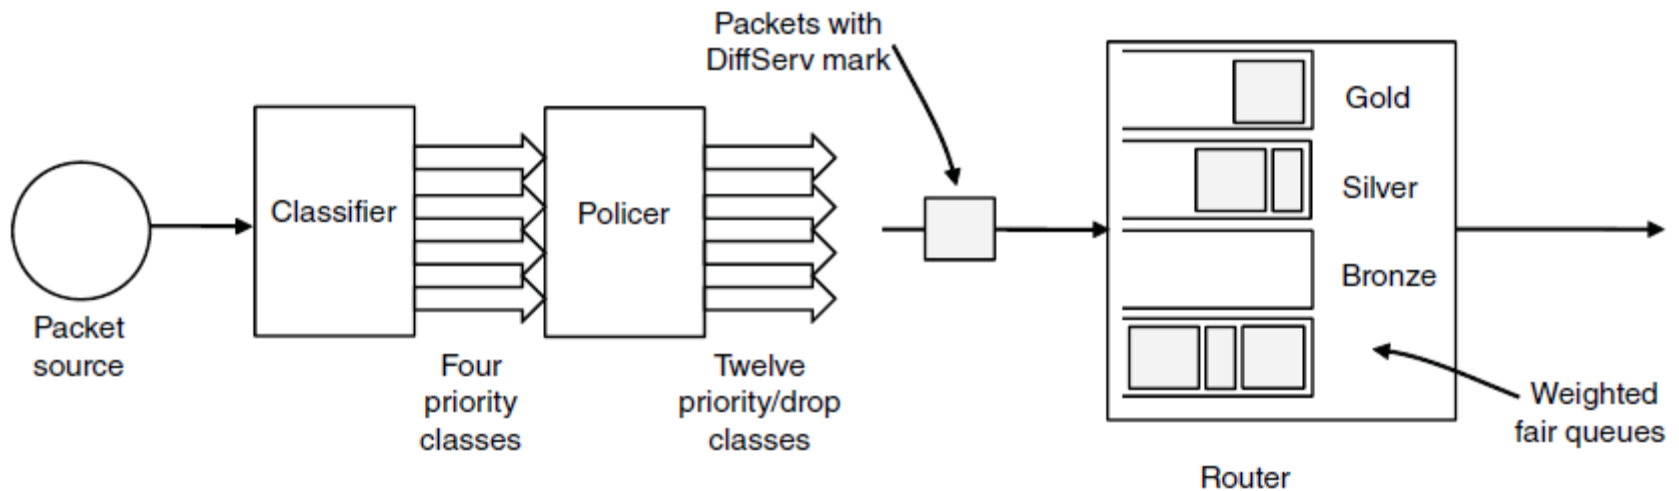 Packets with
DiffServ mark
Gold
Classifier
Policer
Silver
Bronze
Packet
source
Four
priority
classes
Twelve
priority/drop
classes
Weighted
fair queues
Router